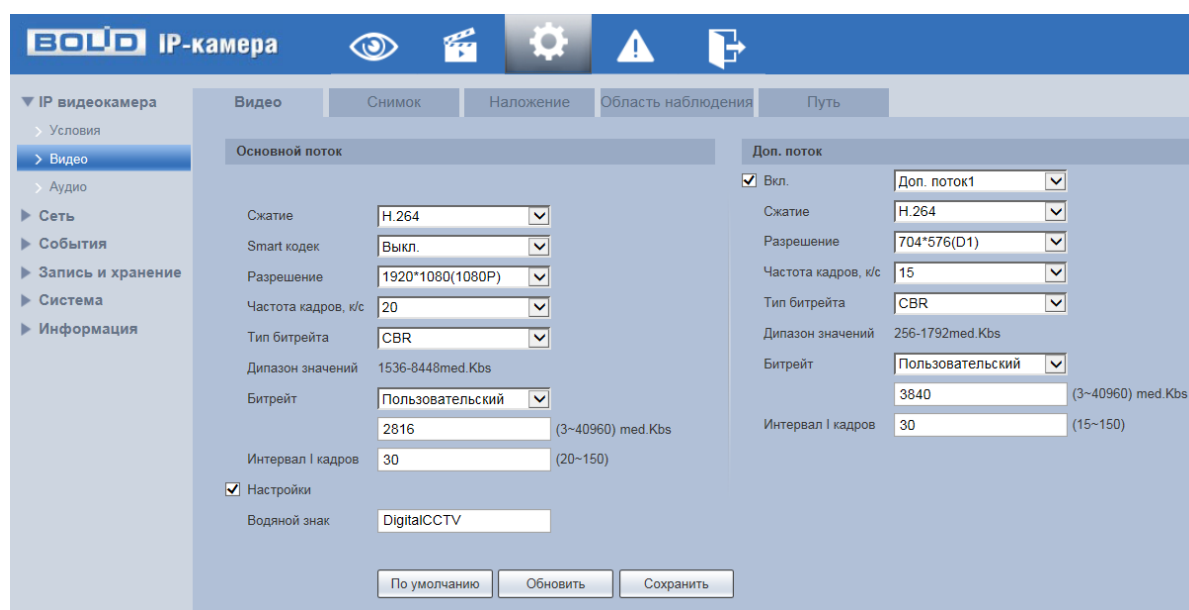 BOLID IP-камера
IP видеокамера
Условия
Видео
Аудио
Сеть
События
Запись и хранение
Система
Информация
Видео Снимок Наложение Область наблюдения Путь
Основной поток
Сжатие H.264
Smart кодек Выкл.
Разрешение 1920*1080(1080P)
Частота кадров, к/с 20
Тип битрейта CBR
Дипазон значений 1536-8448med.Kbs
Битрейт Пользовательский
2816 (3~40960) med.Kbs
Интервал I кадров 30 (20~150)
Настройки
Водяной знак DigitalCCTV
По умолчанию Обновить Сохранить
Доп. поток
Вкл. Доп. поток1
Сжатие H.264
Разрешение 704*576(D1)
Частота кадров, к/с 15
Тип битрейта CBR
Дипазон значений 256-1792med.Kbs
Битрейт Пользовательский
3840 (3~40960) med.Kbs
Интервал I кадров 30 (15~150)